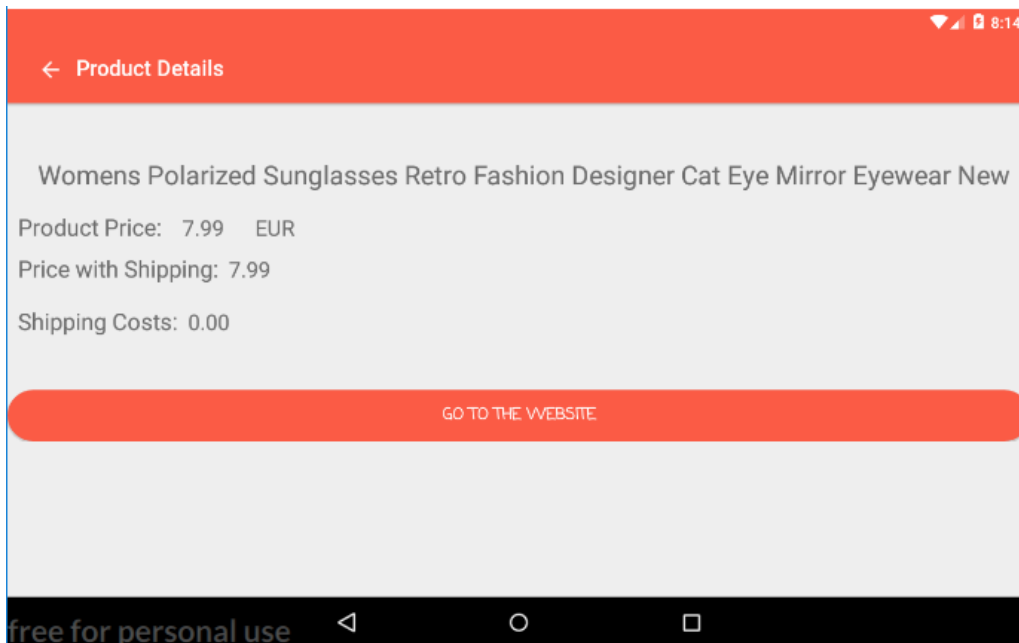 8:14
Product Details
Womens Polarized Sunglasses Retro Fashion Designer Cat Eye Mirror Eyewear New
Product Price: 7.99 EUR
Price with Shipping: 7.99
Shipping Costs: 0.00
GO TO THE WEBSITE
free for personal use